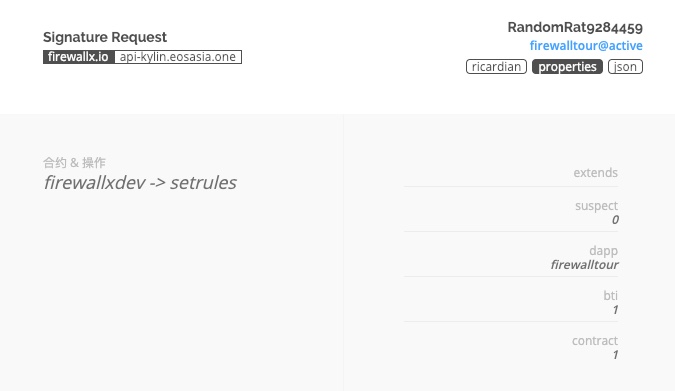 Signature Request
firewallx.io api-kylin.eosasia.one
RandomRat9284459
firewalltour@active
ricardian properties json
合约 & 操作
firewallxdev -> setrules
extends
suspect
0
dapp
firewalltour
bti
1
contract
1